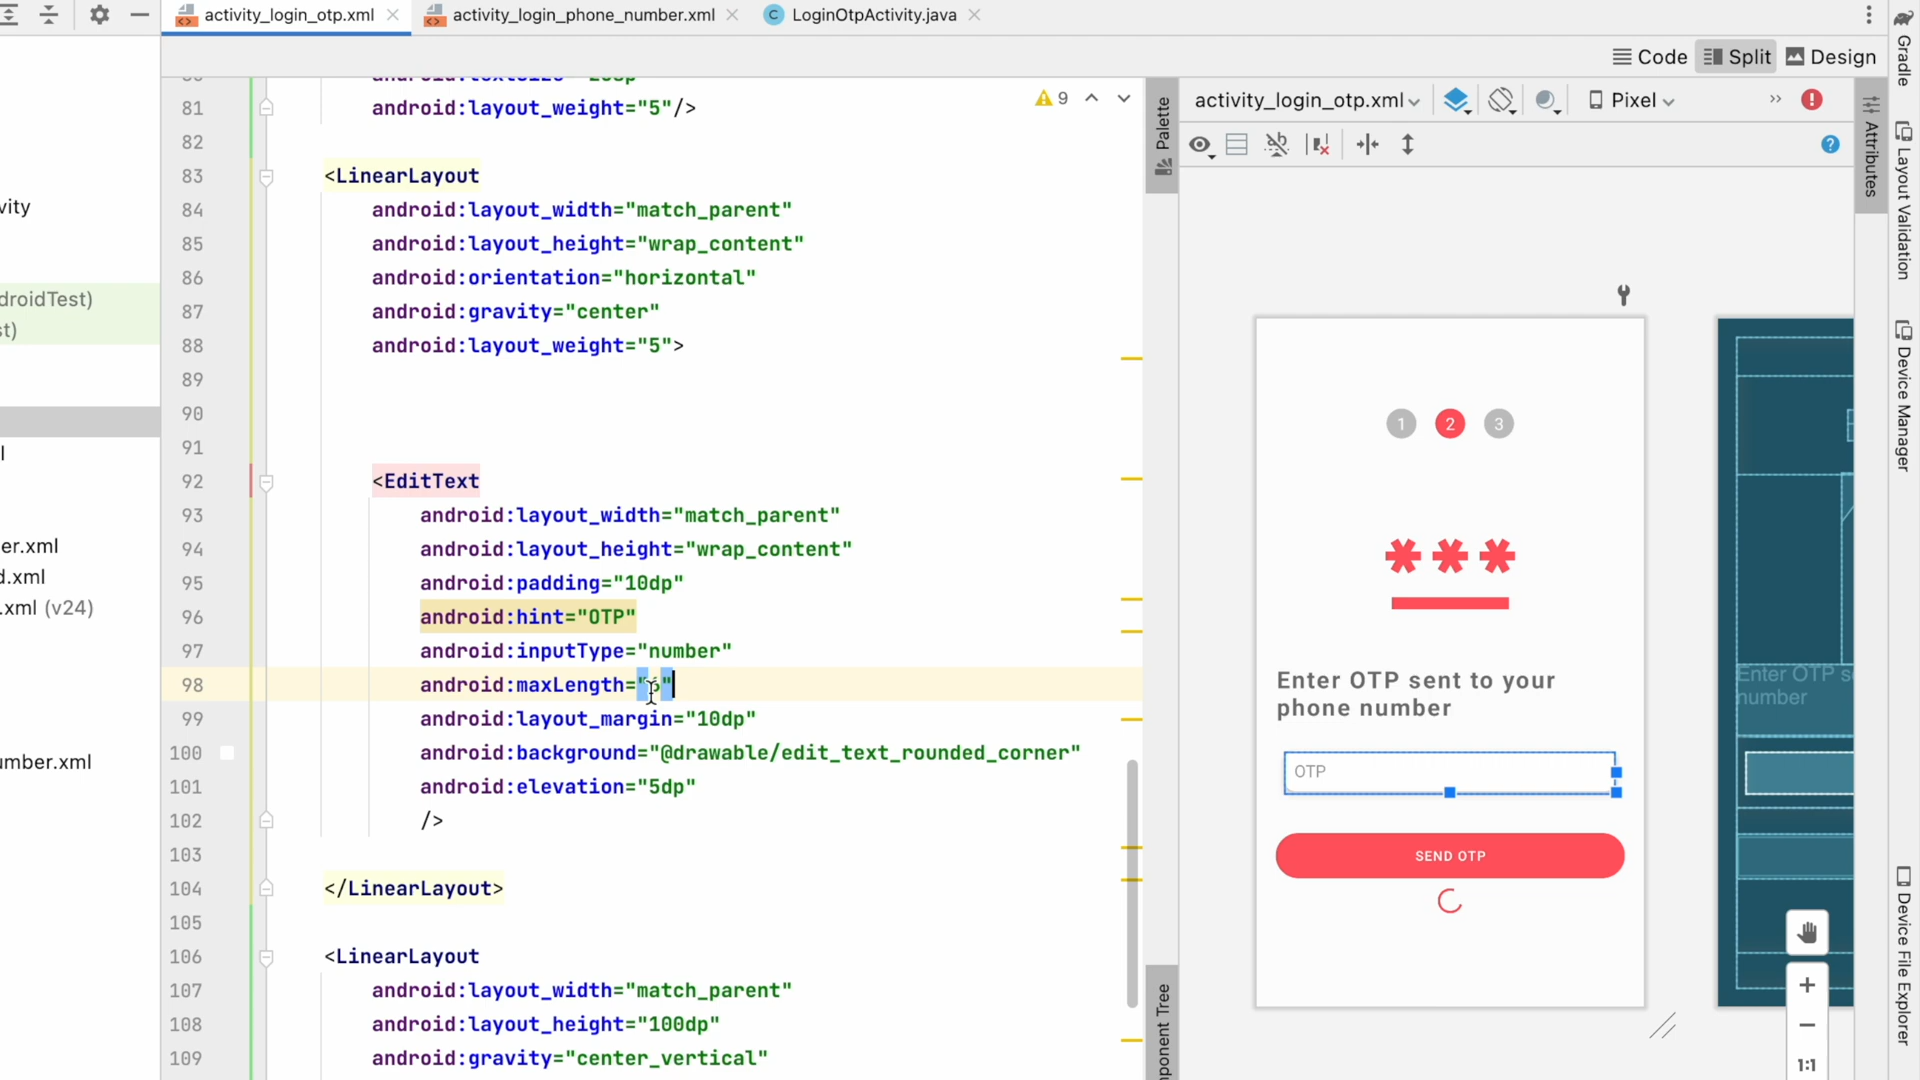 activity_login_otp.xml
activity_login_phone_number.xml
LoginOtpActivity.java
Code
Split
Design
81 android:layout_weight="5"/>
82
83 <LinearLayout
84 android:layout_width="match_parent"
85 android:layout_height="wrap_content"
86 android:orientation="horizontal"
87 android:gravity="center"
88 android:layout_weight="5">
89
90
91
92 <EditText
93 android:layout_width="match_parent"
94 android:layout_height="wrap_content"
95 android:padding="10dp"
96 android:hint="OTP"
97 android:inputType="number"
98 android:maxLength="6"
99 android:layout_margin="10dp"
100 android:background="@drawable/edit_text_rounded_corner"
101 android:elevation="5dp"
102 />
103
104 </LinearLayout>
105
106 <LinearLayout
107 android:layout_width="match_parent"
108 android:layout_height="100dp"
109 android:gravity="center_vertical"
9
vity
droidTest)
st)
l
er.xml
d.xml
.xml (v24)
umber.xml
Palette
mponent Tree
activity_login_otp.xml
Pixel
1 2 3
Enter OTP sent to your
phone number
OTP
SEND OTP
Enter OTP s
number
1:1
Attributes
Gradle
Layout Validation
Device Manager
Device File Explorer